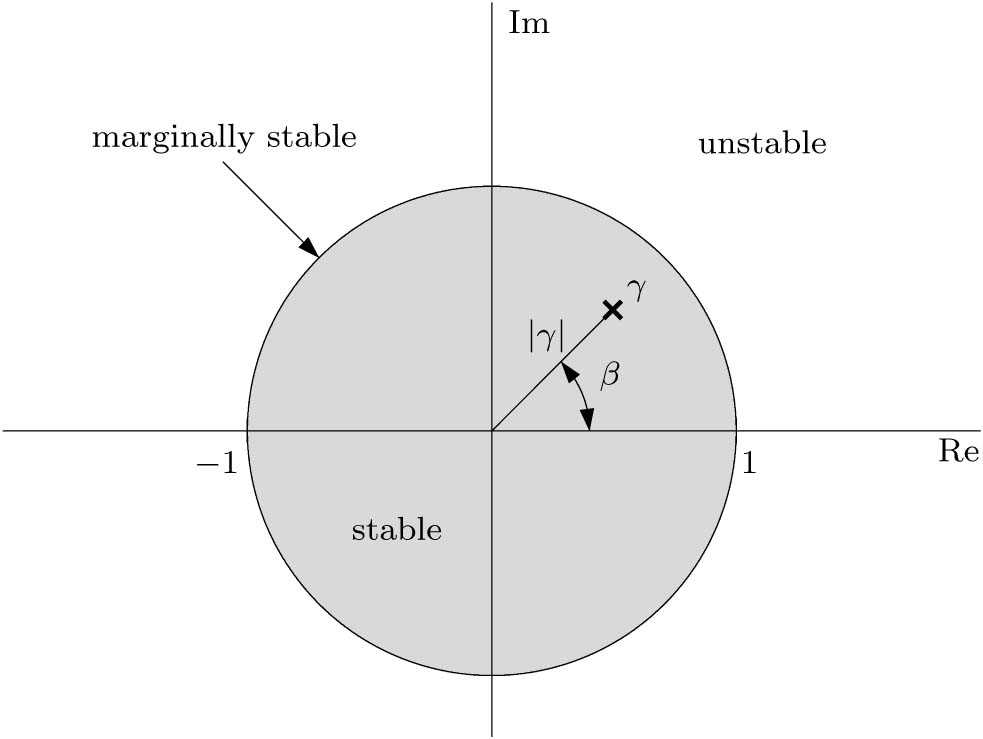 Im
marginally stable
unstable
γ
|γ|
β
Re
−1
1
stable